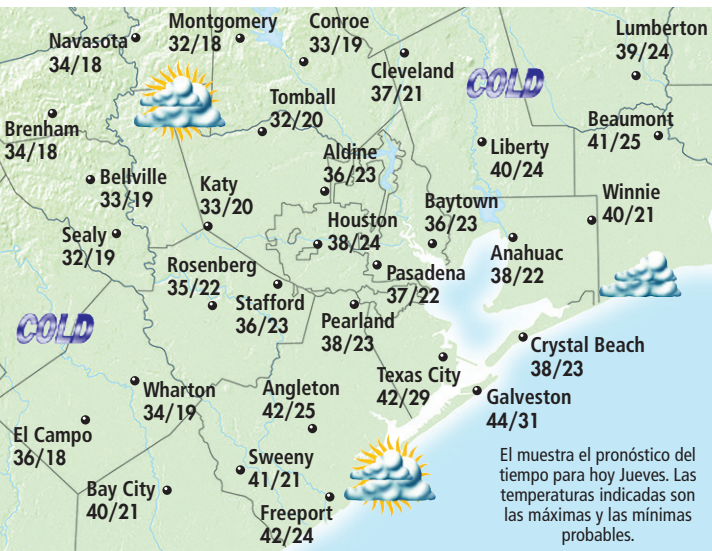 Montgomery
32/18
Conroe
33/19
Lumberton
39/24
Navasota
34/18
Cleveland
37/21
COLD
Tomball
32/20
Beaumont
41/25
Brenham
34/18
Liberty
40/24
Aldine
36/23
Bellville
33/19
Katy
33/20
Winnie
40/21
Baytown
36/23
Houston
38/24
Sealy
32/19
Anahuac
38/22
Rosenberg
35/22
Pasadena
37/22
Stafford
36/23
Pearland
38/23
COLD
Crystal Beach
38/23
Texas City
42/29
Wharton
34/19
Angleton
42/25
Galveston
44/31
El Campo
36/18
Sweeny
41/21
Bay City
40/21
Freeport
42/24
El muestra el pronóstico del
tiempo para hoy Jueves. Las
temperaturas indicadas son
las máximas y las mínimas
probables.